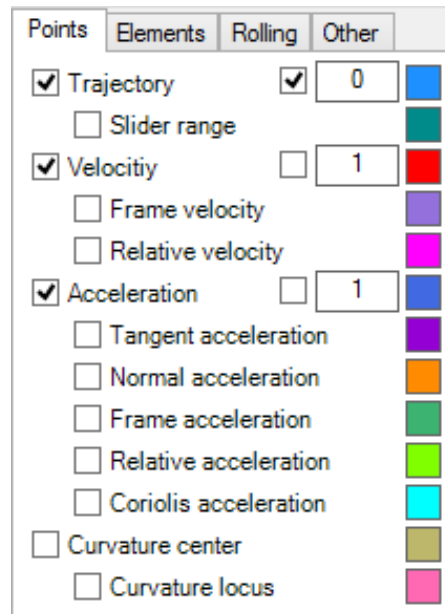 Points Elements Rolling Other
Trajectory 0
Slider range
Velocitiy 1
Frame velocity
Relative velocity
Acceleration 1
Tangent acceleration
Normal acceleration
Frame acceleration
Relative acceleration
Coriolis acceleration
Curvature center
Curvature locus